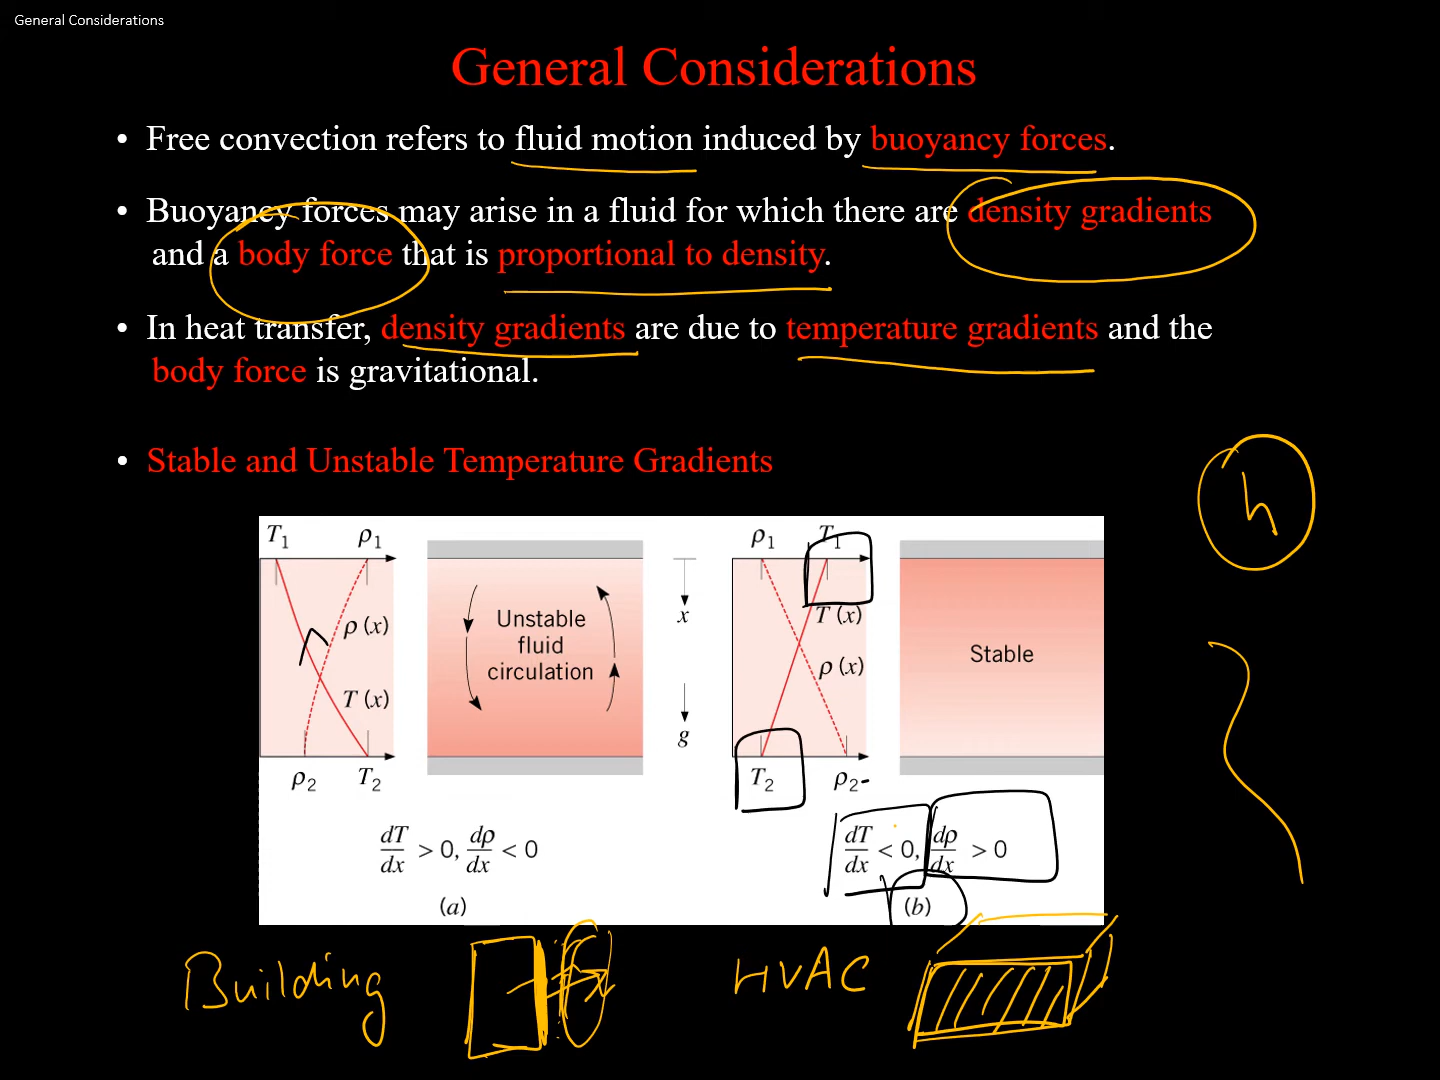 General Considerations
General Considerations
• Free convection refers to fluid motion induced by buoyancy forces.
• Buoyancy forces may arise in a fluid for which there are density gradients
and a body force that is proportional to density.
• In heat transfer, density gradients are due to temperature gradients and the
body force is gravitational.
• Stable and Unstable Temperature Gradients
h
T₁ ρ₁
ρ (x)
T (x)
ρ₂ T₂
Unstable
fluid
circulation
x
g
ρ₁ T₁
T (x)
ρ (x)
T₂ ρ₂
Stable
dT/dx > 0, dρ/dx < 0
(a)
dT/dx < 0, dρ/dx > 0
(b)
Building
HVAC